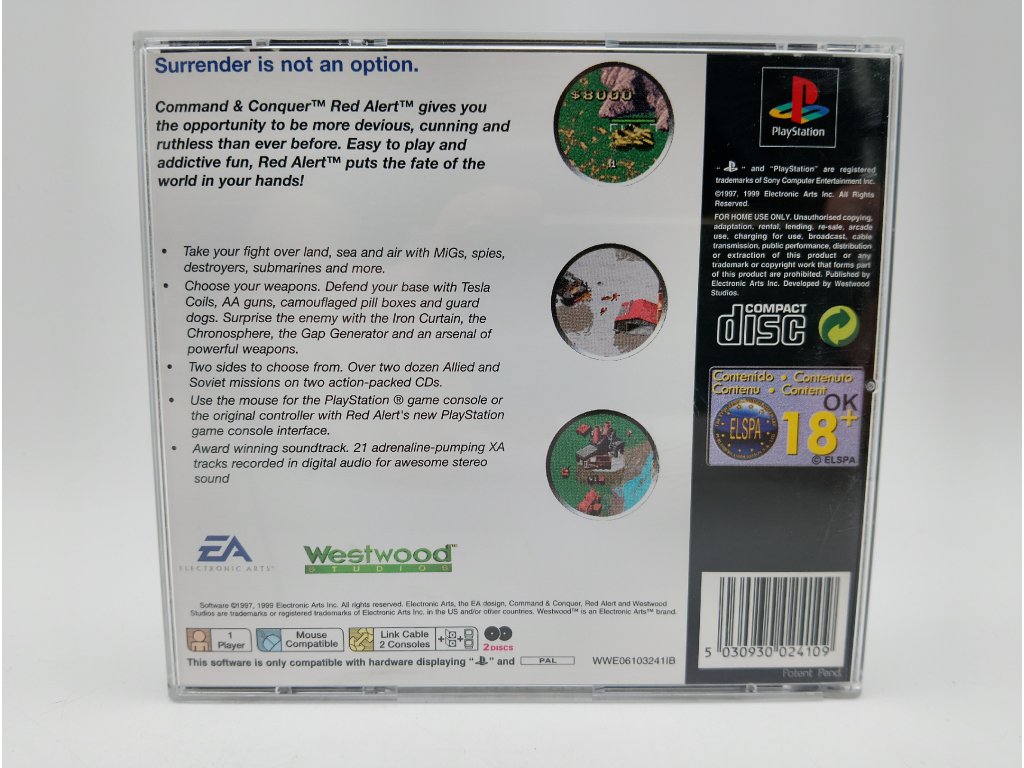 Surrender is not an option.
Command & Conquer™ Red Alert™ gives you
the opportunity to be more devious, cunning and
ruthless than ever before. Easy to play and
addictive fun, Red Alert™ puts the fate of the
world in your hands!
• Take your fight over land, sea and air with MiGs, spies,
destroyers, submarines and more.
• Choose your weapons. Defend your base with Tesla
Coils, AA guns, camouflaged pill boxes and guard
dogs. Surprise the enemy with the Iron Curtain, the
Chronosphere, the Gap Generator and an arsenal of
powerful weapons.
• Two sides to choose from. Over two dozen Allied and
Soviet missions on two action-packed CDs.
• Use the mouse for the PlayStation ® game console or
the original controller with Red Alert's new PlayStation
game console interface.
• Award winning soundtrack. 21 adrenaline-pumping XA
tracks recorded in digital audio for awesome stereo
sound
$8000
EA
ELECTRONIC ARTS™
Westwood™
STUDIOS
Software ©1997, 1999 Electronic Arts Inc. All rights reserved. Electronic Arts, the EA design, Command & Conquer, Red Alert and Westwood
Studios are trademarks or registered trademarks of Electronic Arts Inc. in the US and/or other countries. Westwood™ is an Electronic Arts™ brand.
1
Player
Mouse
Compatible
Link Cable
2 Consoles
2 DISCS
This software is only compatible with hardware displaying " " and PAL
WWE06103241IB
PlayStation
" " and "PlayStation" are registered
trademarks of Sony Computer Entertainment Inc.
©1997, 1999 Electronic Arts Inc. All Rights
Reserved.
FOR HOME USE ONLY. Unauthorised copying,
adaptation, rental, lending, re-sale, arcade
use, charging for use, broadcast, cable
transmission, public performance, distribution
or extraction of this product or any
trademark or copyright work that forms part
of this product are prohibited. Published by
Electronic Arts Inc. Developed by Westwood
Studios.
COMPACT
disc
Contenido • Contenuto
Contenu • Content
OK
ELSPA
18+
© ELSPA
5 030930 024109
Patent Pend.